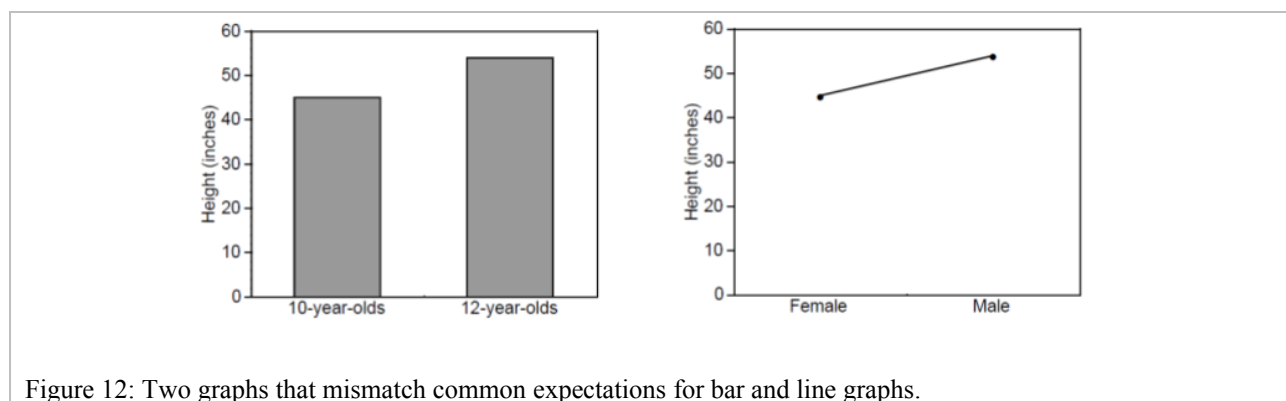 60
50
40
30
20
10
0
Height (inches)
10-year-olds 12-year-olds
60
50
40
30
20
10
0
Height (inches)
Female Male
Figure 12: Two graphs that mismatch common expectations for bar and line graphs.